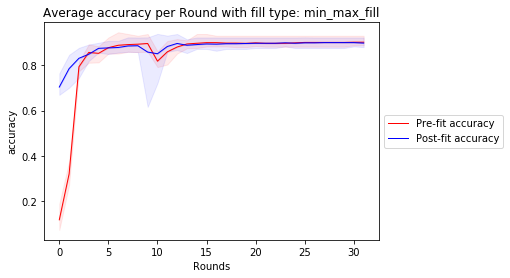 Average accuracy per Round with fill type: min_max_fill
0.8
0.6
0.4
0.2
accuracy
0
5
10
15
20
25
30
Rounds
Pre-fit accuracy
Post-fit accuracy